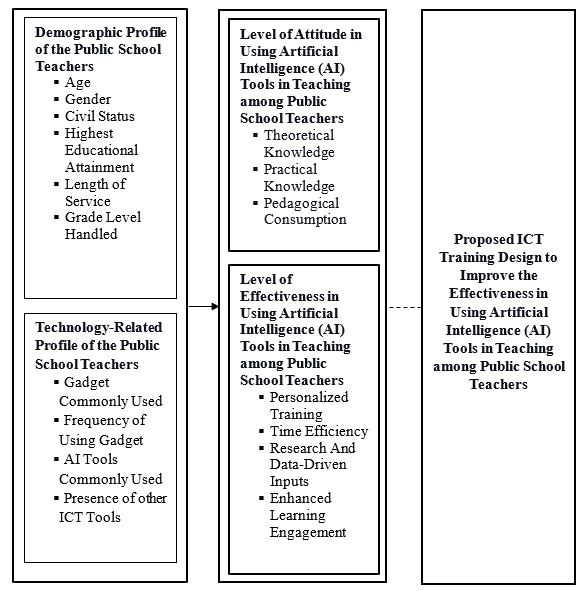 Demographic Profile
of the Public School
Teachers
▪ Age
▪ Gender
▪ Civil Status
▪ Highest
Educational
Attainment
▪ Length of
Service
▪ Grade Level
Handled
Technology-Related
Profile of the Public
School Teachers
▪ Gadget
Commonly Used
▪ Frequency of
Using Gadget
▪ AI Tools
Commonly Used
▪ Presence of other
ICT Tools
Level of Attitude in
Using Artificial
Intelligence (AI)
Tools in Teaching
among Public
School Teachers
▪ Theoretical
Knowledge
▪ Practical
Knowledge
▪ Pedagogical
Consumption
Level of
Effectiveness in
Using Artificial
Intelligence (AI)
Tools in Teaching
among Public
School Teachers
▪ Personalized
Training
▪ Time Efficiency
▪ Research And
Data-Driven
Inputs
▪ Enhanced
Learning
Engagement
Proposed ICT
Training Design to
Improve the
Effectiveness in
Using Artificial
Intelligence (AI)
Tools in Teaching
among Public School
Teachers